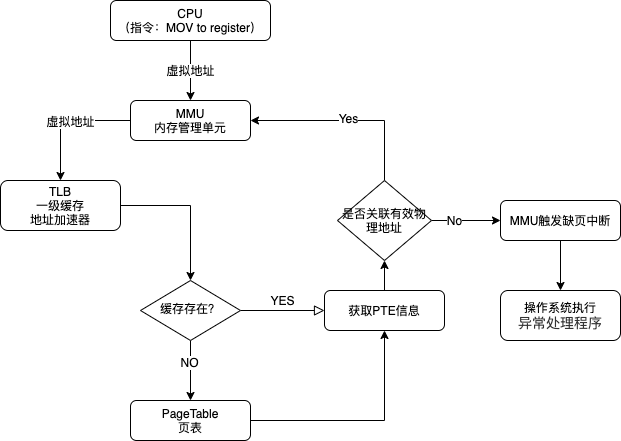 CPU
（指令：MOV to register）
虚拟地址
MMU
内存管理单元
虚拟地址
Yes
TLB
一级缓存
地址加速器
是否关联有效物
理地址
No
MMU触发缺页中断
缓存存在?
YES
获取PTE信息
操作系统执行
异常处理程序
NO
PageTable
页表